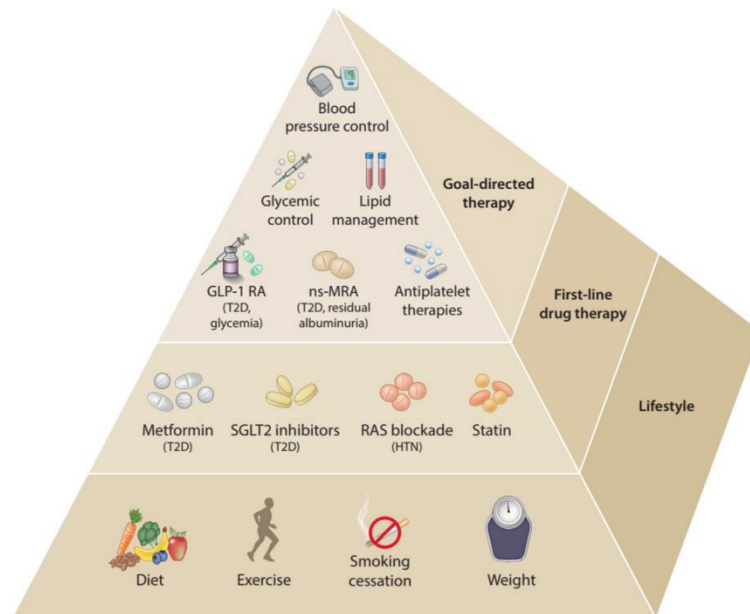 Blood
pressure control
Glycemic
control
Lipid
management
GLP-1 RA
(T2D,
glycemia)
ns-MRA
(T2D, residual
albuminuria)
Antiplatelet
therapies
Goal-directed
therapy
Metformin
(T2D)
SGLT2 inhibitors
(T2D)
RAS blockade
(HTN)
Statin
First-line
drug therapy
Diet
Exercise
Smoking
cessation
Weight
Lifestyle